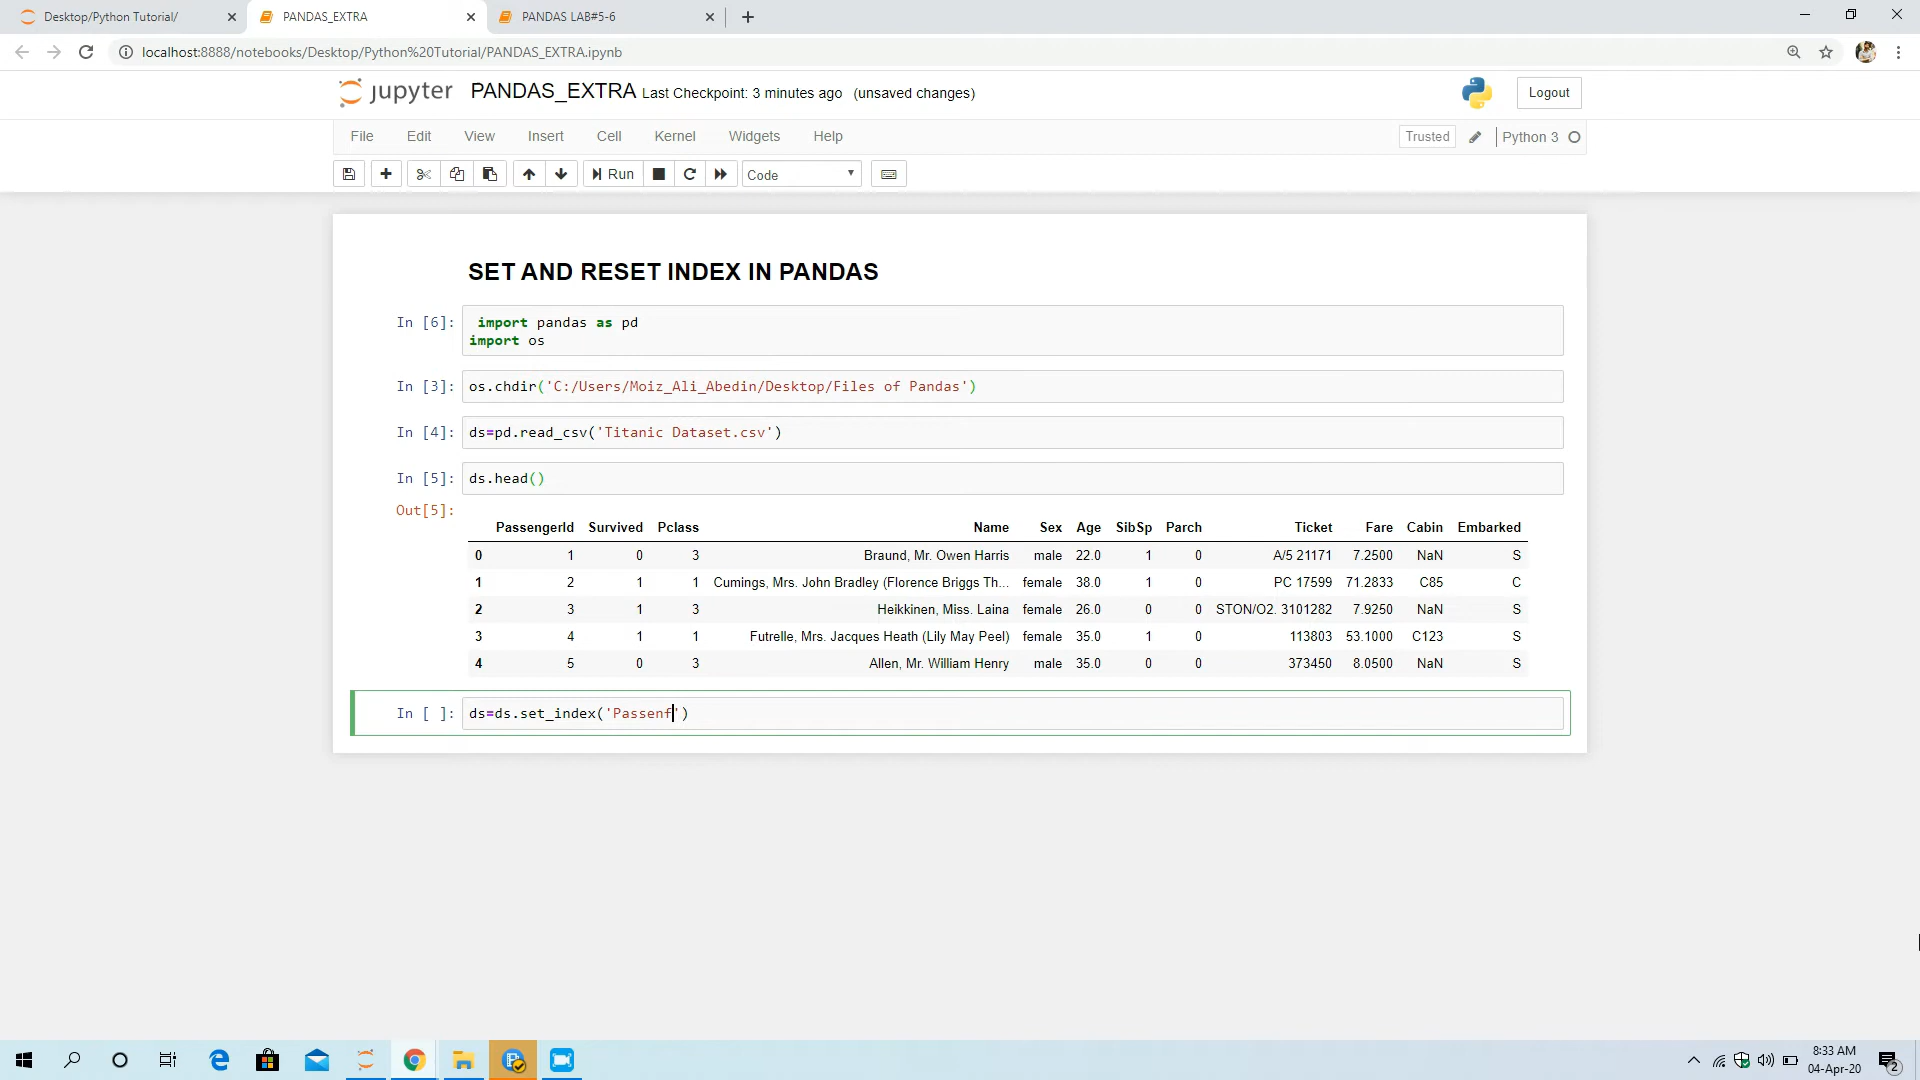 Desktop/Python Tutorial/
PANDAS_EXTRA
PANDAS LAB#5-6
localhost:8888/notebooks/Desktop/Python%20Tutorial/PANDAS_EXTRA.ipynb
jupyter PANDAS_EXTRA Last Checkpoint: 3 minutes ago (unsaved changes)
Logout
File Edit View Insert Cell Kernel Widgets Help
Trusted Python 3
Run Code
SET AND RESET INDEX IN PANDAS
In [6]: import pandas as pd
import os
In [3]: os.chdir('C:/Users/Moiz_Ali_Abedin/Desktop/Files of Pandas')
In [4]: ds=pd.read_csv('Titanic Dataset.csv')
In [5]: ds.head()
Out[5]:
PassengerId Survived Pclass Name Sex Age SibSp Parch Ticket Fare Cabin Embarked
0 1 0 3 Braund, Mr. Owen Harris male 22.0 1 0 A/5 21171 7.2500 NaN S
1 2 1 1 Cumings, Mrs. John Bradley (Florence Briggs Th... female 38.0 1 0 PC 17599 71.2833 C85 C
2 3 1 3 Heikkinen, Miss. Laina female 26.0 0 0 STON/O2. 3101282 7.9250 NaN S
3 4 1 1 Futrelle, Mrs. Jacques Heath (Lily May Peel) female 35.0 1 0 113803 53.1000 C123 S
4 5 0 3 Allen, Mr. William Henry male 35.0 0 0 373450 8.0500 NaN S
In [ ]: ds=ds.set_index('Passenf')
8:33 AM
04-Apr-20
2